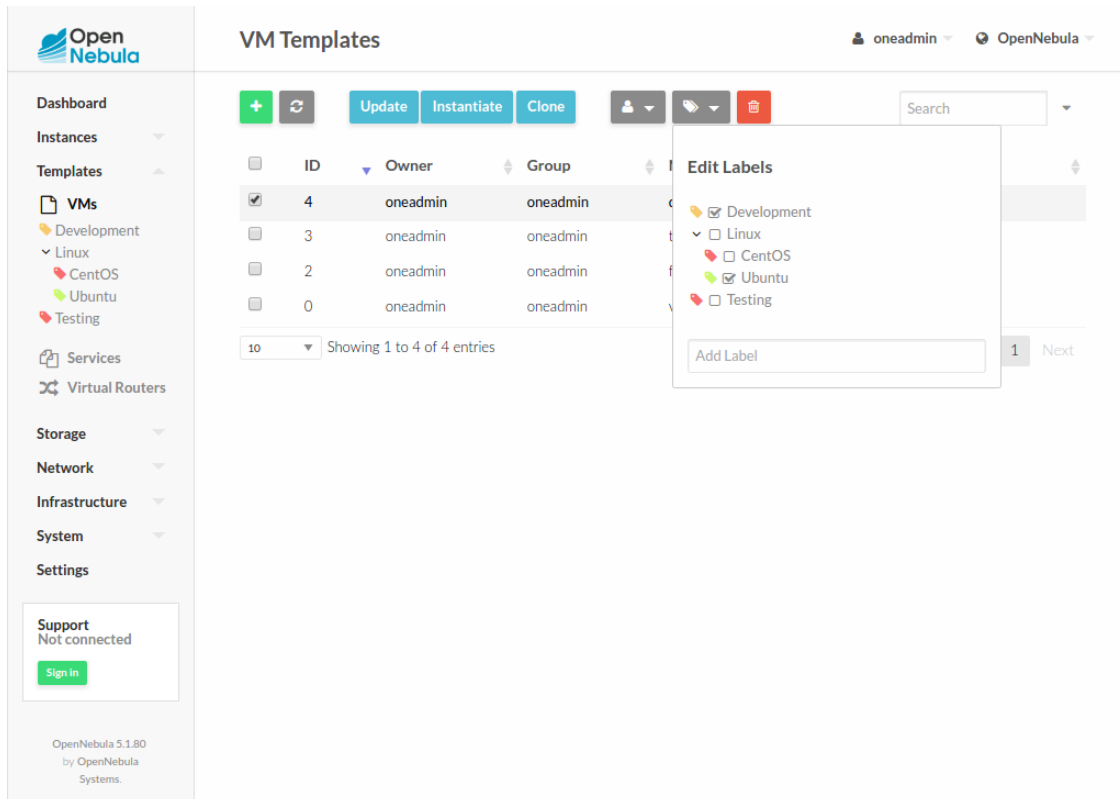 Open
Nebula
VM Templates
oneadmin
OpenNebula
Dashboard
Instances
Templates
VMs
Development
Linux
CentOS
Ubuntu
Testing
Services
Virtual Routers
Storage
Network
Infrastructure
System
Settings
Support
Not connected
Sign in
OpenNebula 5.1.80
by OpenNebula
Systems.
Update Instantiate Clone
Search
ID Owner Group
4 oneadmin oneadmin
3 oneadmin oneadmin
2 oneadmin oneadmin
0 oneadmin oneadmin
10 Showing 1 to 4 of 4 entries
1 Next
Edit Labels
Development
Linux
CentOS
Ubuntu
Testing
Add Label